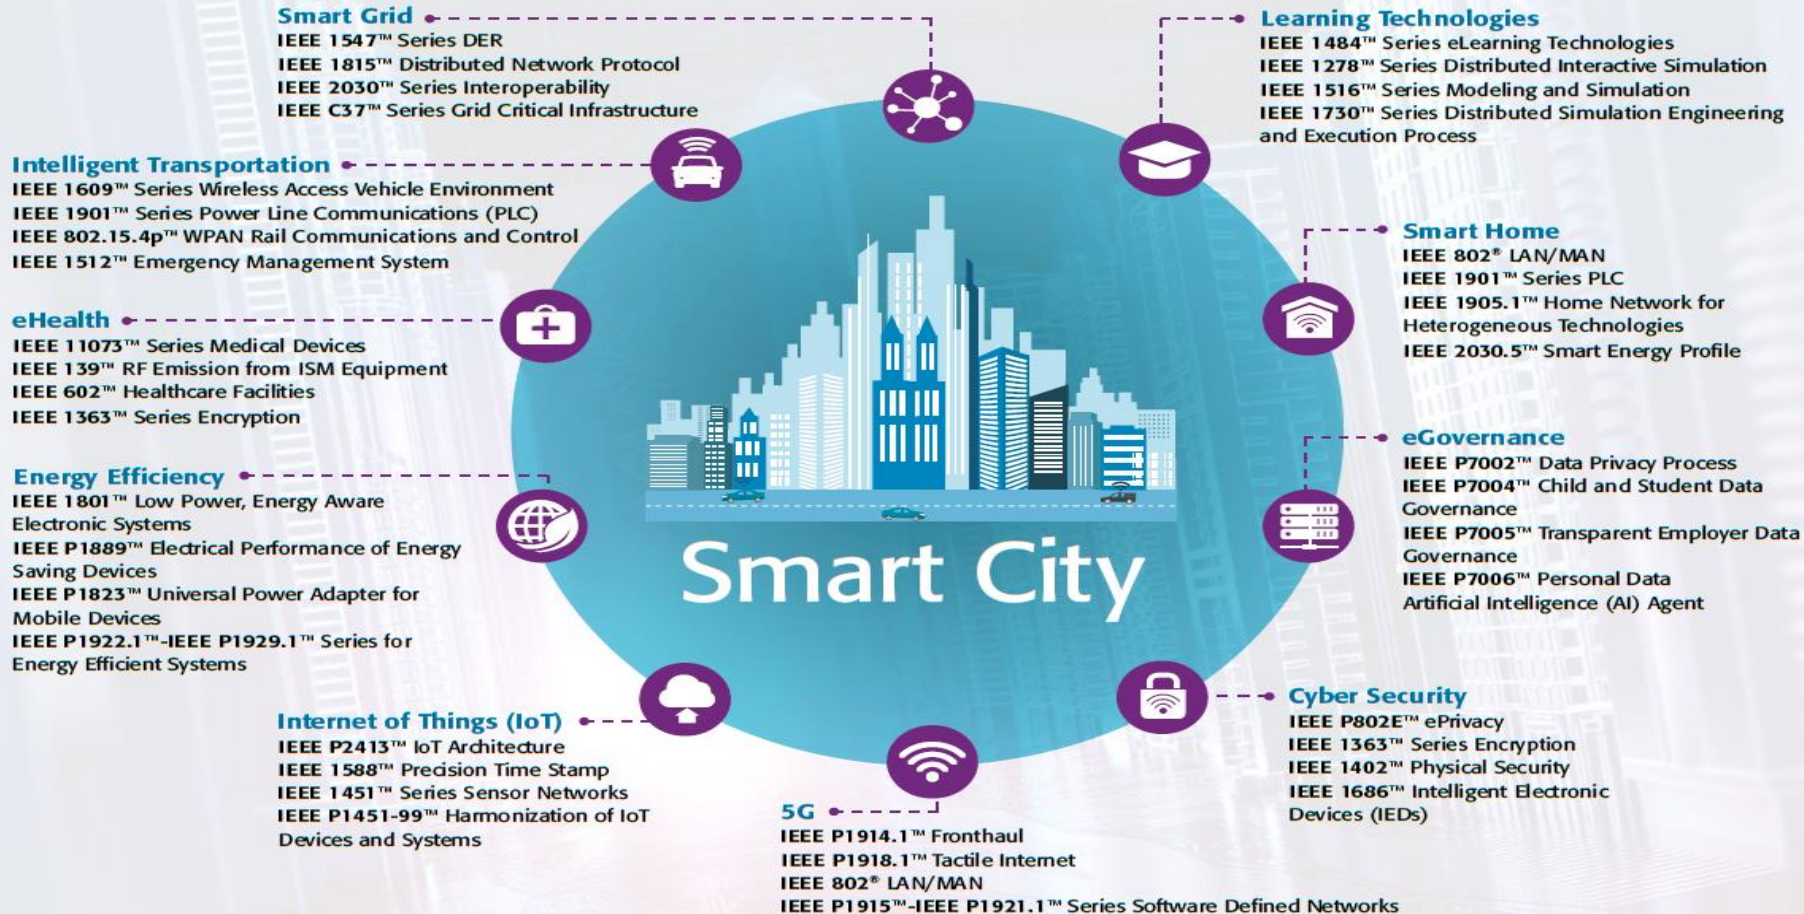 Smart Grid
IEEE 1547™ Series DER
IEEE 1815™ Distributed Network Protocol
IEEE 2030™ Series Interoperability
IEEE C37™ Series Grid Critical Infrastructure
Learning Technologies
IEEE 1484™ Series eLearning Technologies
IEEE 1278™ Series Distributed Interactive Simulation
IEEE 1516™ Series Modeling and Simulation
IEEE 1730™ Series Distributed Simulation Engineering
and Execution Process
Intelligent Transportation
IEEE 1609™ Series Wireless Access Vehicle Environment
IEEE 1901™ Series Power Line Communications (PLC)
IEEE 802.15.4p™ WPAN Rail Communications and Control
IEEE 1512™ Emergency Management System
Smart Home
IEEE 802® LAN/MAN
IEEE 1901™ Series PLC
IEEE 1905.1™ Home Network for
Heterogeneous Technologies
IEEE 2030.5™ Smart Energy Profile
eHealth
IEEE 11073™ Series Medical Devices
IEEE 139™ RF Emission from ISM Equipment
IEEE 602™ Healthcare Facilities
IEEE 1363™ Series Encryption
eGovernance
IEEE P7002™ Data Privacy Process
IEEE P7004™ Child and Student Data
Governance
IEEE P7005™ Transparent Employer Data
Governance
IEEE P7006™ Personal Data
Artificial Intelligence (AI) Agent
Energy Efficiency
IEEE 1801™ Low Power, Energy Aware
Electronic Systems
IEEE P1889™ Electrical Performance of Energy
Saving Devices
IEEE P1823™ Universal Power Adapter for
Mobile Devices
IEEE P1922.1™-IEEE P1929.1™ Series for
Energy Efficient Systems
Smart City
Internet of Things (IoT)
IEEE P2413™ IoT Architecture
IEEE 1588™ Precision Time Stamp
IEEE 1451™ Series Sensor Networks
IEEE P1451-99™ Harmonization of IoT
Devices and Systems
Cyber Security
IEEE P802E™ ePrivacy
IEEE 1363™ Series Encryption
IEEE 1402™ Physical Security
IEEE 1686™ Intelligent Electronic
Devices (IEDs)
5G
IEEE P1914.1™ Fronthaul
IEEE P1918.1™ Tactile Internet
IEEE 802® LAN/MAN
IEEE P1915™-IEEE P1921.1™ Series Software Defined Networks